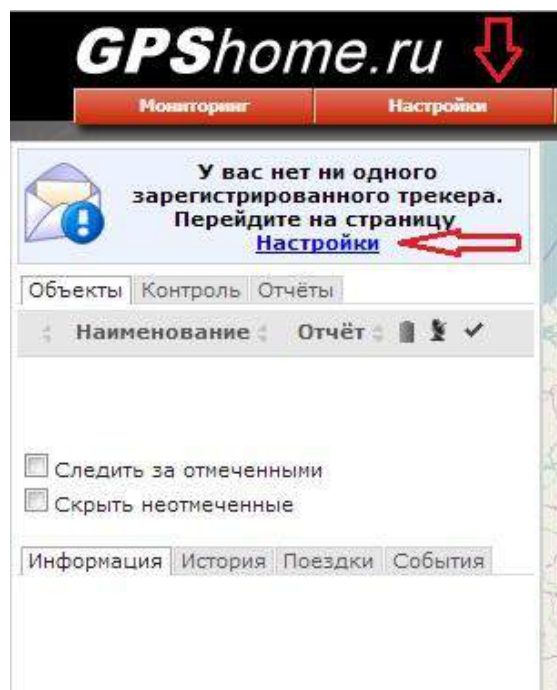 GPShome.ru
Мониторинг Настройки
У вас нет ни одного
зарегистрированного трекера.
Перейдите на страницу
Настройки
Объекты Контроль Отчёты
Наименование Отчёт
Следить за отмеченными
Скрыть неотмеченные
Информация История Поездки События